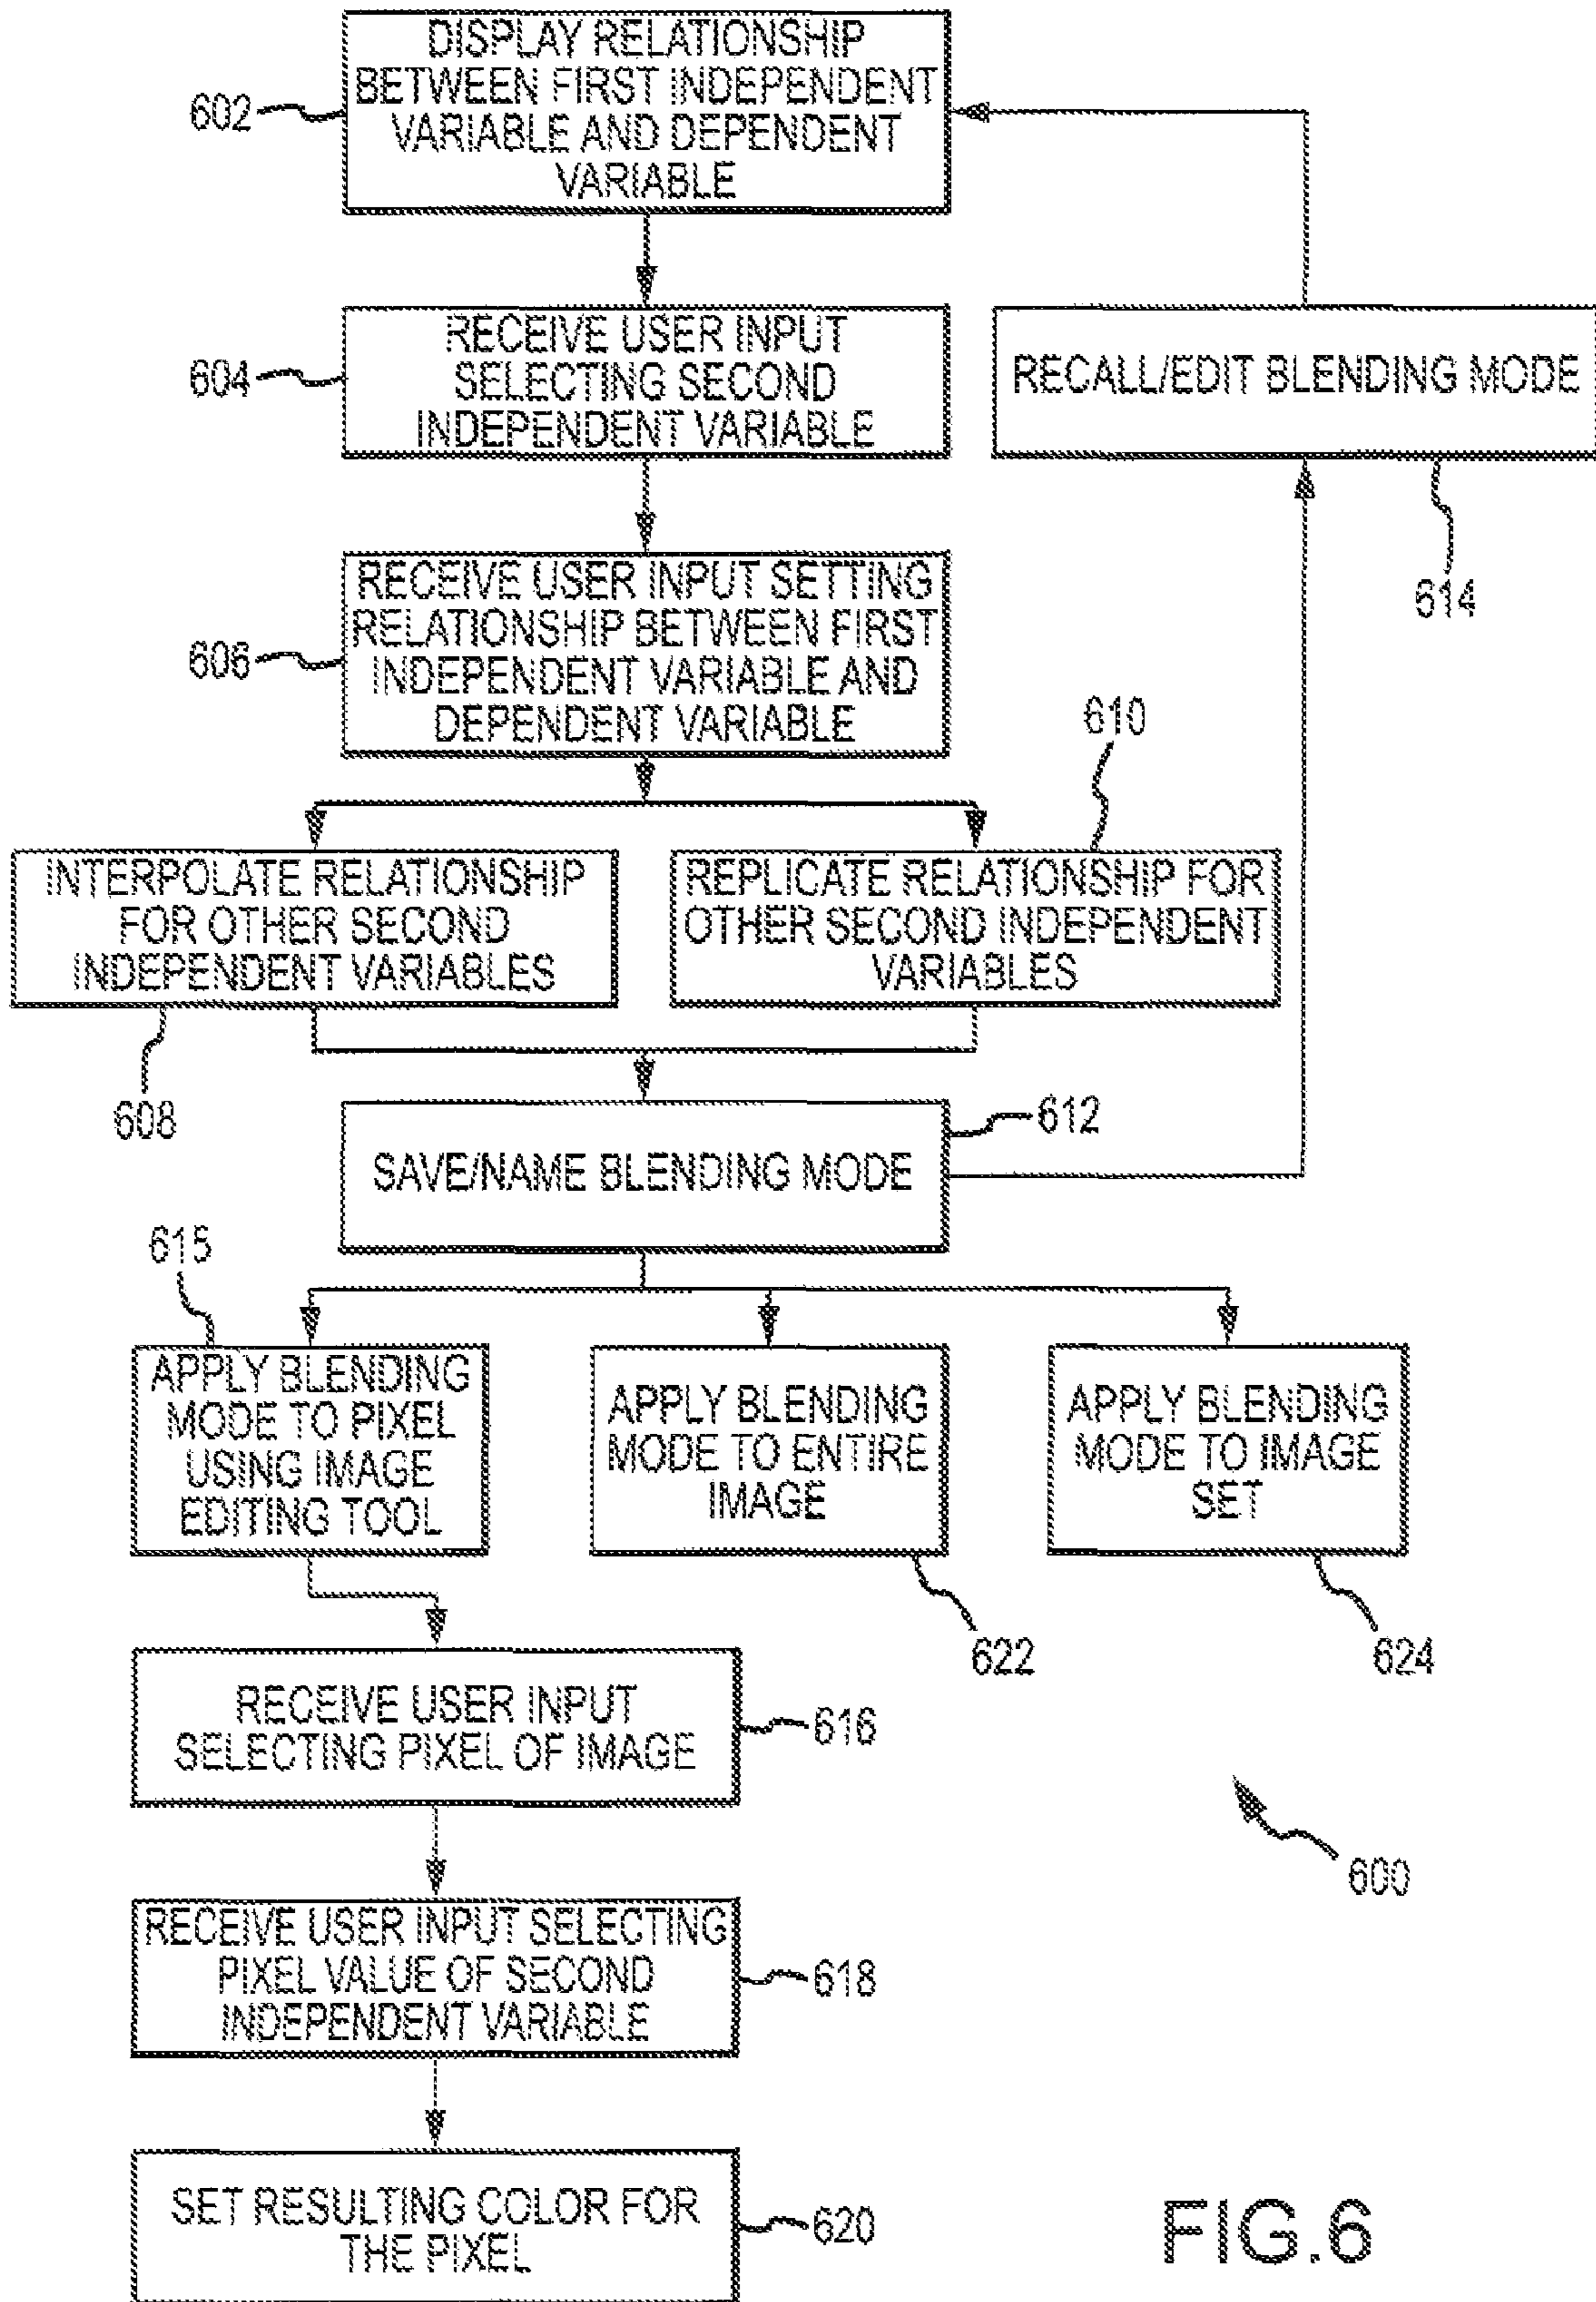 DISPLAY RELATIONSHIP
BETWEEN FIRST INDEPENDENT
VARIABLE AND DEPENDENT
VARIABLE
602
RECEIVE USER INPUT
SELECTING SECOND
INDEPENDENT VARIABLE
604
RECALL/EDIT BLENDING MODE
614
RECEIVE USER INPUT SETTING
RELATIONSHIP BETWEEN FIRST
INDEPENDENT VARIABLE AND
DEPENDENT VARIABLE
606
610
INTERPOLATE RELATIONSHIP
FOR OTHER SECOND
INDEPENDENT VARIABLES
608
REPLICATE RELATIONSHIP FOR
OTHER SECOND INDEPENDENT
VARIABLES
612
SAVE/NAME BLENDING MODE
615
APPLY BLENDING
MODE TO PIXEL
USING IMAGE
EDITING TOOL
APPLY BLENDING
MODE TO ENTIRE
IMAGE
622
APPLY BLENDING
MODE TO IMAGE
SET
624
RECEIVE USER INPUT
SELECTING PIXEL OF IMAGE
616
600
RECEIVE USER INPUT SELECTING
PIXEL VALUE OF SECOND
INDEPENDENT VARIABLE
618
SET RESULTING COLOR FOR
THE PIXEL
620
FIG.6